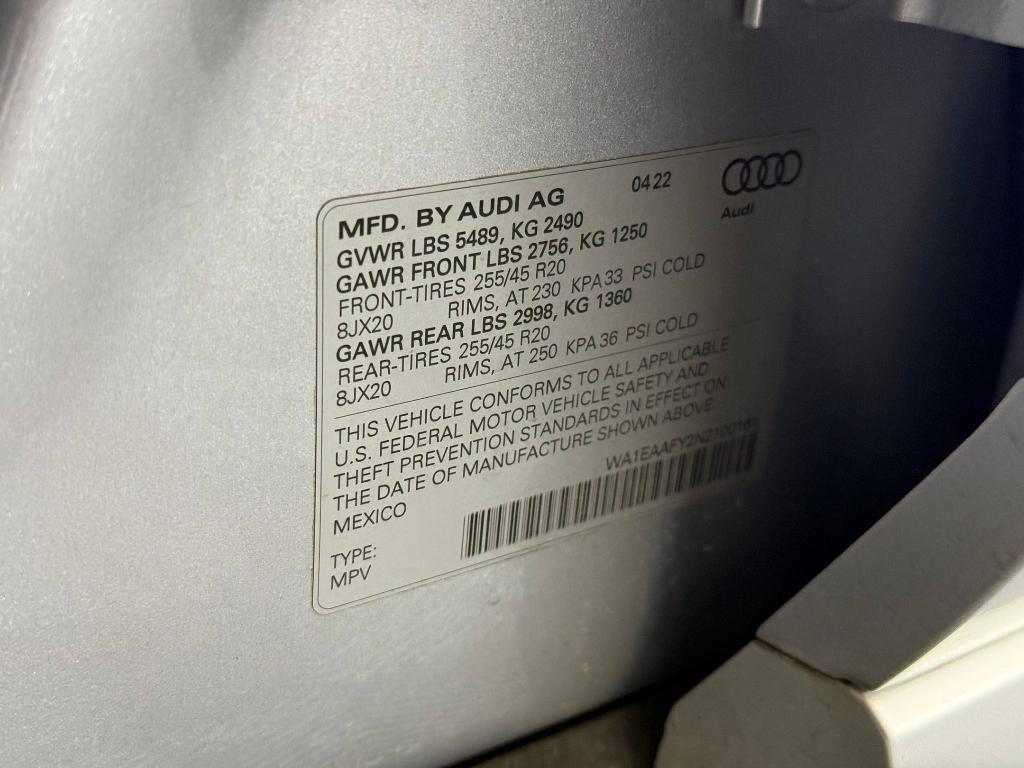 MFD. BY AUDI AG 04 22
Audi
GVWR LBS 5489, KG 2490
GAWR FRONT LBS 2756, KG 1250
FRONT-TIRES 255/45 R20
8JX20 RIMS, AT 230 KPA 33 PSI COLD
GAWR REAR LBS 2998, KG 1360
REAR-TIRES 255/45 R20
8JX20 RIMS, AT 250 KPA 36 PSI COLD
THIS VEHICLE CONFORMS TO ALL APPLICABLE
U.S. FEDERAL MOTOR VEHICLE SAFETY AND
THEFT PREVENTION STANDARDS IN EFFECT ON
THE DATE OF MANUFACTURE SHOWN ABOVE.
MEXICO
TYPE:
MPV